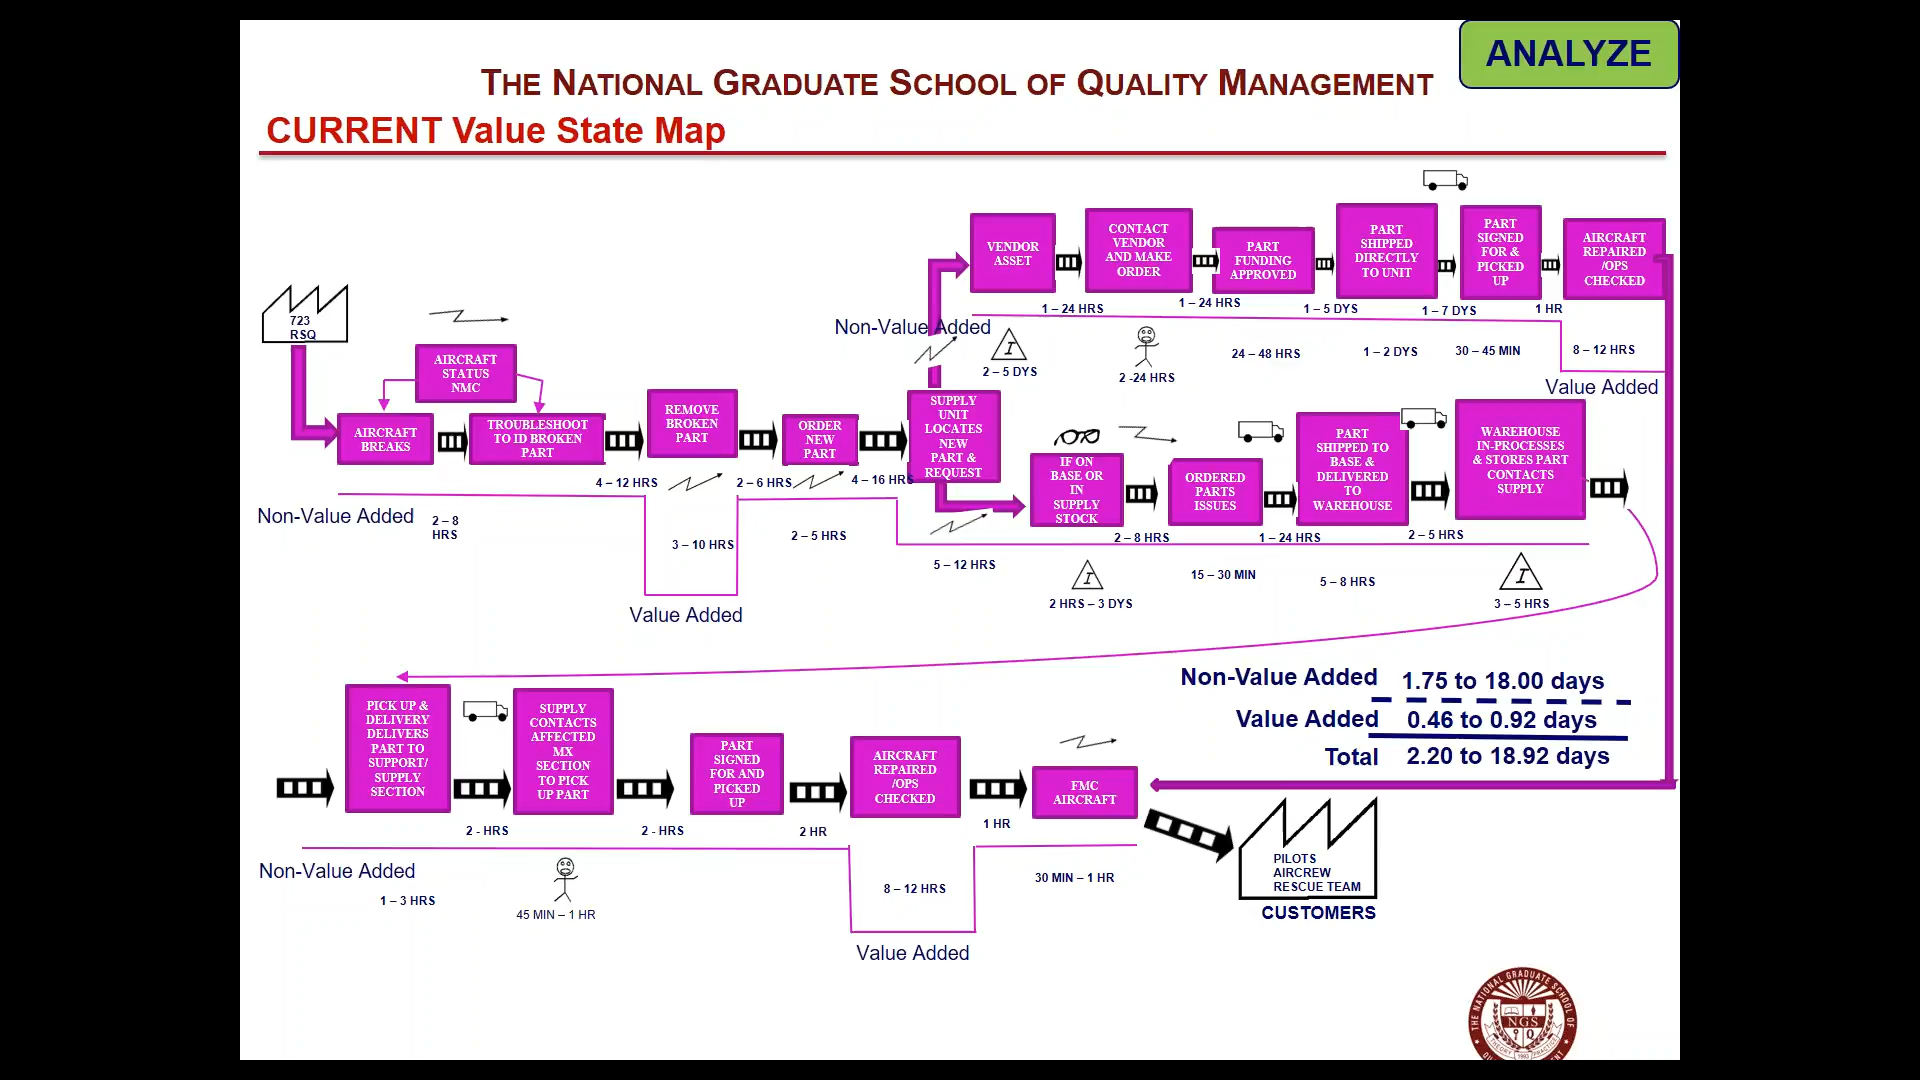 ANALYZE
THE NATIONAL GRADUATE SCHOOL OF QUALITY MANAGEMENT
CURRENT Value State Map
VENDOR
ASSET
CONTACT
VENDOR
AND MAKE
ORDER
PART
FUNDING
APPROVED
PART
SHIPPED
DIRECTLY
TO UNIT
PART
SIGNED
FOR &
PICKED
UP
AIRCRAFT
REPAIRED
/OPS
CHECKED
1 – 24 HRS
1 – 24 HRS
1 – 5 DYS
1 – 7 DYS
1 HR
Non-Value Added
I
2 – 5 DYS
2 -24 HRS
24 – 48 HRS
1 – 2 DYS
30 – 45 MIN
8 – 12 HRS
Value Added
723
RSQ
AIRCRAFT
STATUS
NMC
AIRCRAFT
BREAKS
TROUBLESHOOT
TO ID BROKEN
PART
REMOVE
BROKEN
PART
ORDER
NEW
PART
SUPPLY
UNIT
LOCATES
NEW
PART &
REQUEST
IF ON
BASE OR
IN
SUPPLY
STOCK
ORDERED
PARTS
ISSUES
PART
SHIPPED TO
BASE &
DELIVERED
TO
WAREHOUSE
WAREHOUSE
IN-PROCESSES
& STORES PART
CONTACTS
SUPPLY
4 – 12 HRS
2 – 6 HRS
4 – 16 HRS
2 – 8 HRS
1 – 24 HRS
2 – 5 HRS
Non-Value Added
2 – 8
HRS
3 – 10 HRS
2 – 5 HRS
5 – 12 HRS
I
2 HRS – 3 DYS
15 – 30 MIN
5 – 8 HRS
I
3 – 5 HRS
Value Added
Non-Value Added 1.75 to 18.00 days
Value Added 0.46 to 0.92 days
Total 2.20 to 18.92 days
PICK UP &
DELIVERY
DELIVERS
PART TO
SUPPORT/
SUPPLY
SECTION
SUPPLY
CONTACTS
AFFECTED
MX
SECTION
TO PICK
UP PART
PART
SIGNED
FOR AND
PICKED
UP
AIRCRAFT
REPAIRED
/OPS
CHECKED
FMC
AIRCRAFT
2 - HRS
2 - HRS
2 HR
1 HR
Non-Value Added
1 – 3 HRS
45 MIN – 1 HR
8 – 12 HRS
30 MIN – 1 HR
Value Added
PILOTS
AIRCREW
RESCUE TEAM
CUSTOMERS
THE NATIONAL GRADUATE SCHOOL OF
NGS
Q
THEORY
1993
PRACTICE